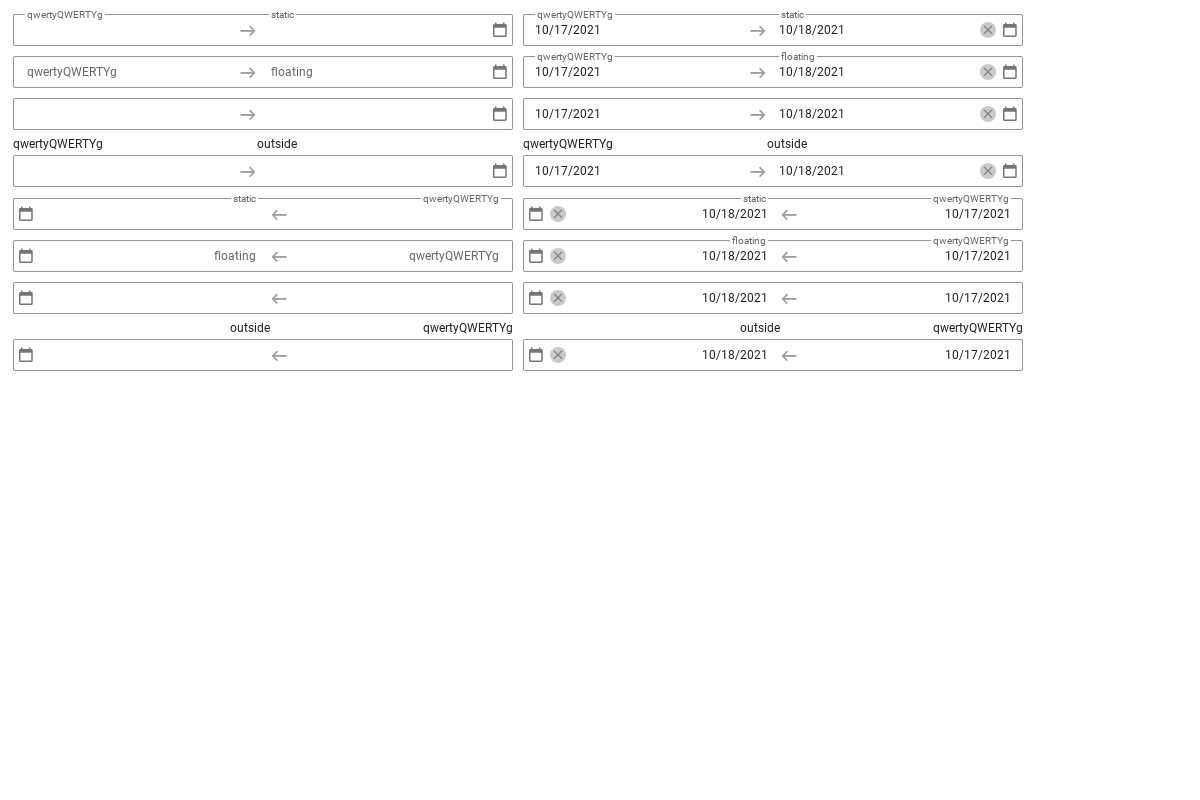 qwertyQWERTYg static qwertyQWERTYg static
10/17/2021 10/18/2021
qwertyQWERTYg floating
qwertyQWERTYg floating 10/17/2021 10/18/2021
10/17/2021 10/18/2021
qwertyQWERTYg outside qwertyQWERTYg outside
10/17/2021 10/18/2021
static qwertyQWERTYg static qwertyQWERTYg
10/18/2021 10/17/2021
floating qwertyQWERTYg
floating qwertyQWERTYg 10/18/2021 10/17/2021
10/18/2021 10/17/2021
outside qwertyQWERTYg outside qwertyQWERTYg
10/18/2021 10/17/2021